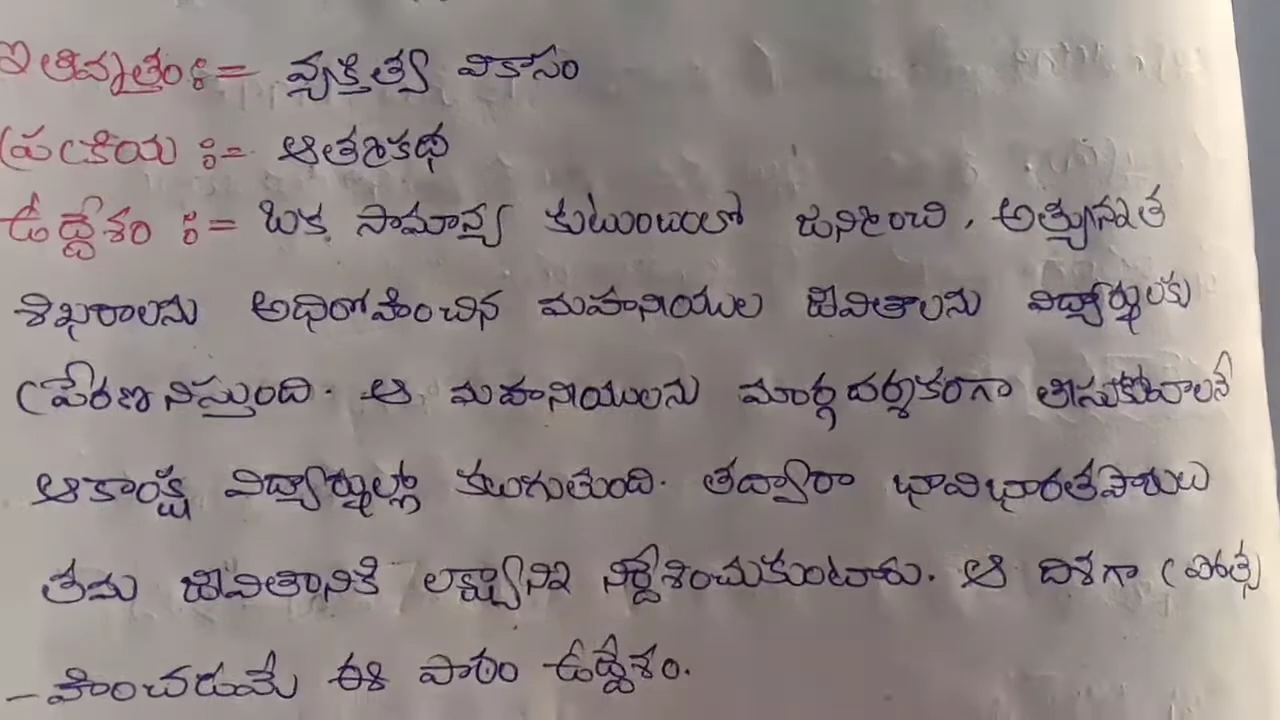 ఇతివృత్తం :- వ్యక్తిత్వ వికాసం
ప్రక్రియ :- ఆత్మకథ
ఉద్దేశం :- ఒక సామాన్య కుటుంబంలో జనించి, అత్యున్నత
శిఖరాలను అధిరోహించిన మహనీయుల జీవితాలను విద్యార్థులకు
ప్రేరణ నిస్తుంది. ఆ మహనీయులను మార్గదర్శకంగా తీసుకోవాలనే
ఆకాంక్ష విద్యార్థుల్లో కలుగుతుంది. తద్వారా భావిభారతపౌరులు
తమ జీవితానికి లక్ష్యాన్ని నిర్దేశించుకుంటారు. ఆ దిశగా ప్రోత్స
-హించడమే ఈ పాఠం ఉద్దేశం.